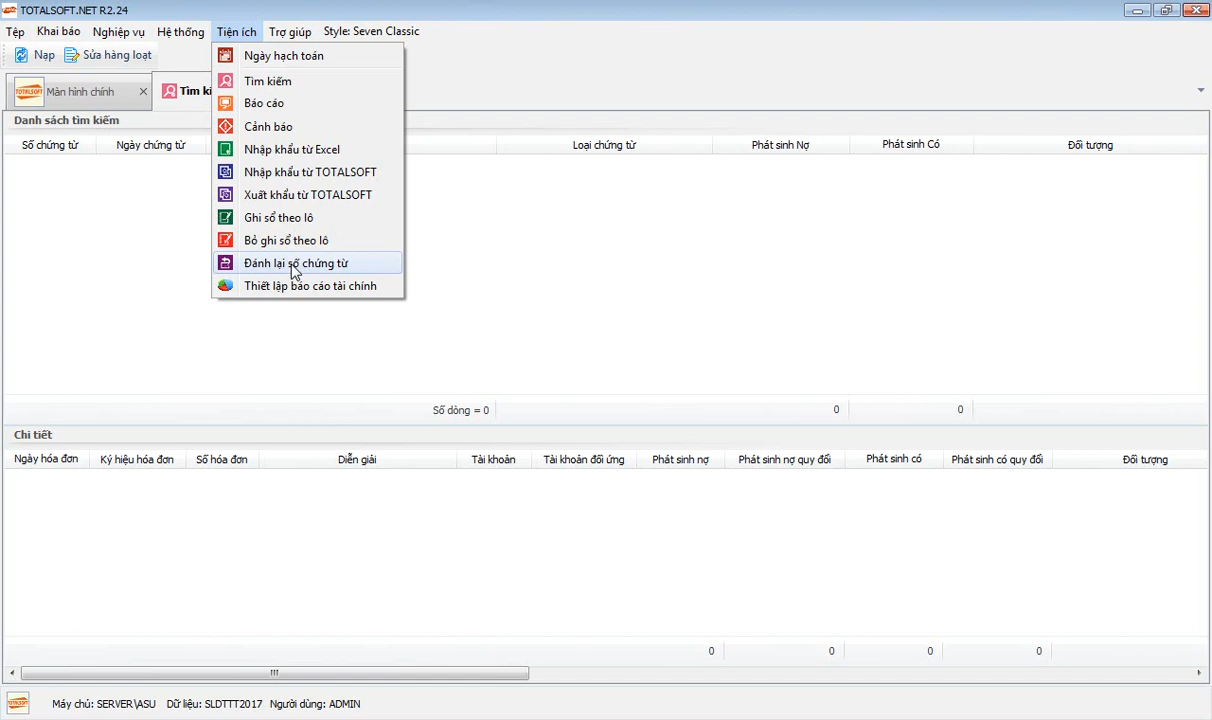 TOTALSOFT.NET R2.24
Tệp Khai báo Nghiệp vụ Hệ thống Tiện ích Trợ giúp Style: Seven Classic
Nạp Sửa hàng loạt
Ngày hạch toán
Tìm kiếm
Báo cáo
Cảnh báo
Nhập khẩu từ Excel
Nhập khẩu từ TOTALSOFT
Xuất khẩu từ TOTALSOFT
Ghi sổ theo lô
Bỏ ghi sổ theo lô
Đánh lại số chứng từ
Thiết lập báo cáo tài chính
TOTALSOFT Màn hình chính Tìm ki
Danh sách tìm kiếm
Số chứng từ Ngày chứng từ Loại chứng từ Phát sinh Nợ Phát sinh Có Đối tượng
Số dòng = 0 0 0
Chi tiết
Ngày hóa đơn Ký hiệu hóa đơn Số hóa đơn Diễn giải Tài khoản Tài khoản đối ứng Phát sinh nợ Phát sinh nợ quy đổi Phát sinh có Phát sinh có quy đổi Đối tượng
0 0 0 0
TOTALSOFT Máy chủ: SERVER\ASU Dữ liệu: SLDTTT2017 Người dùng: ADMIN